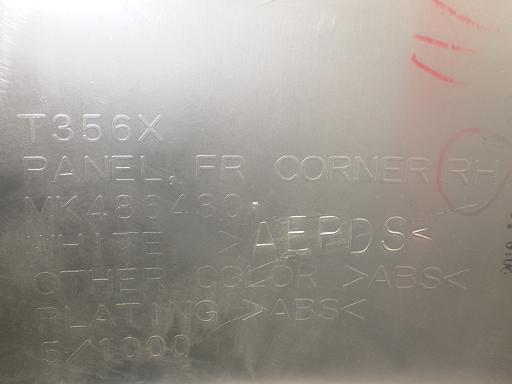 T356X
PANEL, FR CORNER RH
MK486480
WHITE >AEPDS<
OTHER COLOR >ABS<
PLATING >ABS<
5/1000